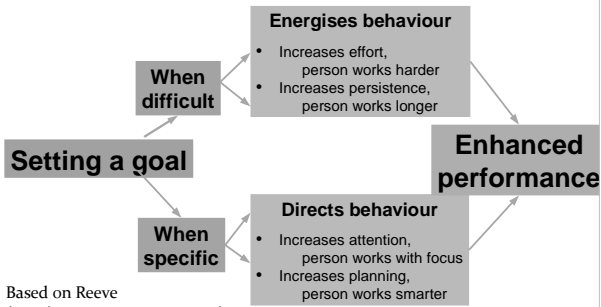 Energises behaviour
• Increases effort,
person works harder
• Increases persistence,
person works longer
When
difficult
Setting a goal
Enhanced
performance
When
specific
Directs behaviour
• Increases attention,
person works with focus
• Increases planning,
person works smarter
Based on Reeve